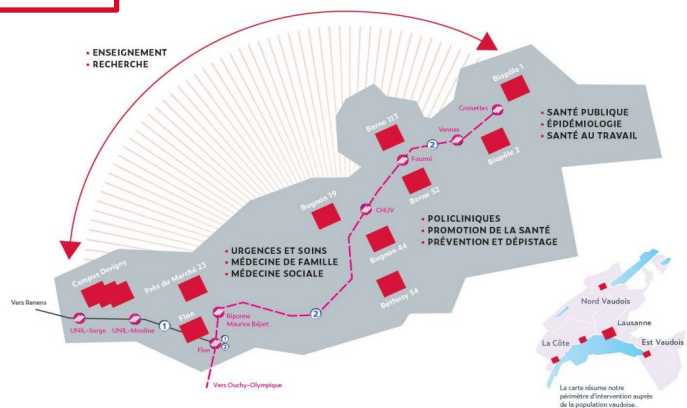 • ENSEIGNEMENT
• RECHERCHE
Biopôle 1
Croisettes
• SANTÉ PUBLIQUE
• ÉPIDÉMIOLOGIE
• SANTÉ AU TRAVAIL
Berne 113
Vennes
2
Fourmi
Biopôle 2
Berne 52
Bugnon 19
CHUV
• POLICLINIQUES
• PROMOTION DE LA SANTÉ
• PRÉVENTION ET DÉPISTAGE
• URGENCES ET SOINS
• MÉDECINE DE FAMILLE
• MÉDECINE SOCIALE
Bugnon 44
Campus Dorigny
Près du Marché 23
Béthusy 54
Vers Renens
Flon
Riponne
Maurice Béjart
2
UNIL–Sorge
UNIL–Mouline
1
Flon
1
2
Vers Ouchy–Olympique
Nord Vaudois
Lausanne
La Côte
Est Vaudois
La carte résume notre
périmètre d'intervention auprès
de la population vaudoise.